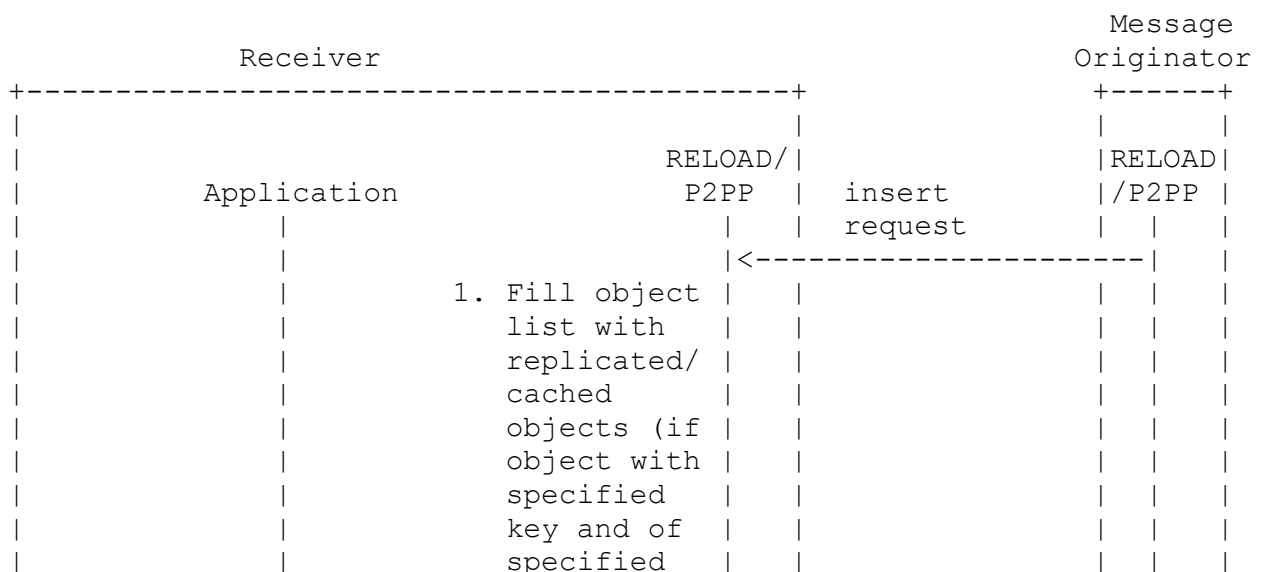 Message
             Receiver                                       Originator
+-------------------------------------------+                +------+
|                                           |                |      |
|                                    RELOAD/|                |RELOAD|
|          Application                P2PP  |  insert        |/P2PP |
|              |                        |   |  request       |  |   |
|              |                        |<----------------------|   |
|              |         1. Fill object |   |                |  |   |
|              |            list with   |   |                |  |   |
|              |            replicated/ |   |                |  |   |
|              |            cached      |   |                |  |   |
|              |            objects (if |   |                |  |   |
|              |            object with |   |                |  |   |
|              |            specified   |   |                |  |   |
|              |            key and of  |   |                |  |   |
|              |            specified   |   |                |  |   |